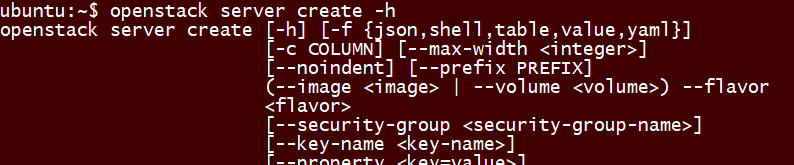 ubuntu:~$ openstack server create -h
openstack server create [-h] [-f {json,shell,table,value,yaml}]
[-c COLUMN] [--max-width <integer>]
[--noindent] [--prefix PREFIX]
(--image <image> | --volume <volume>) --flavor
<flavor>
[--security-group <security-group-name>]
[--key-name <key-name>]
[--property <key=value>]